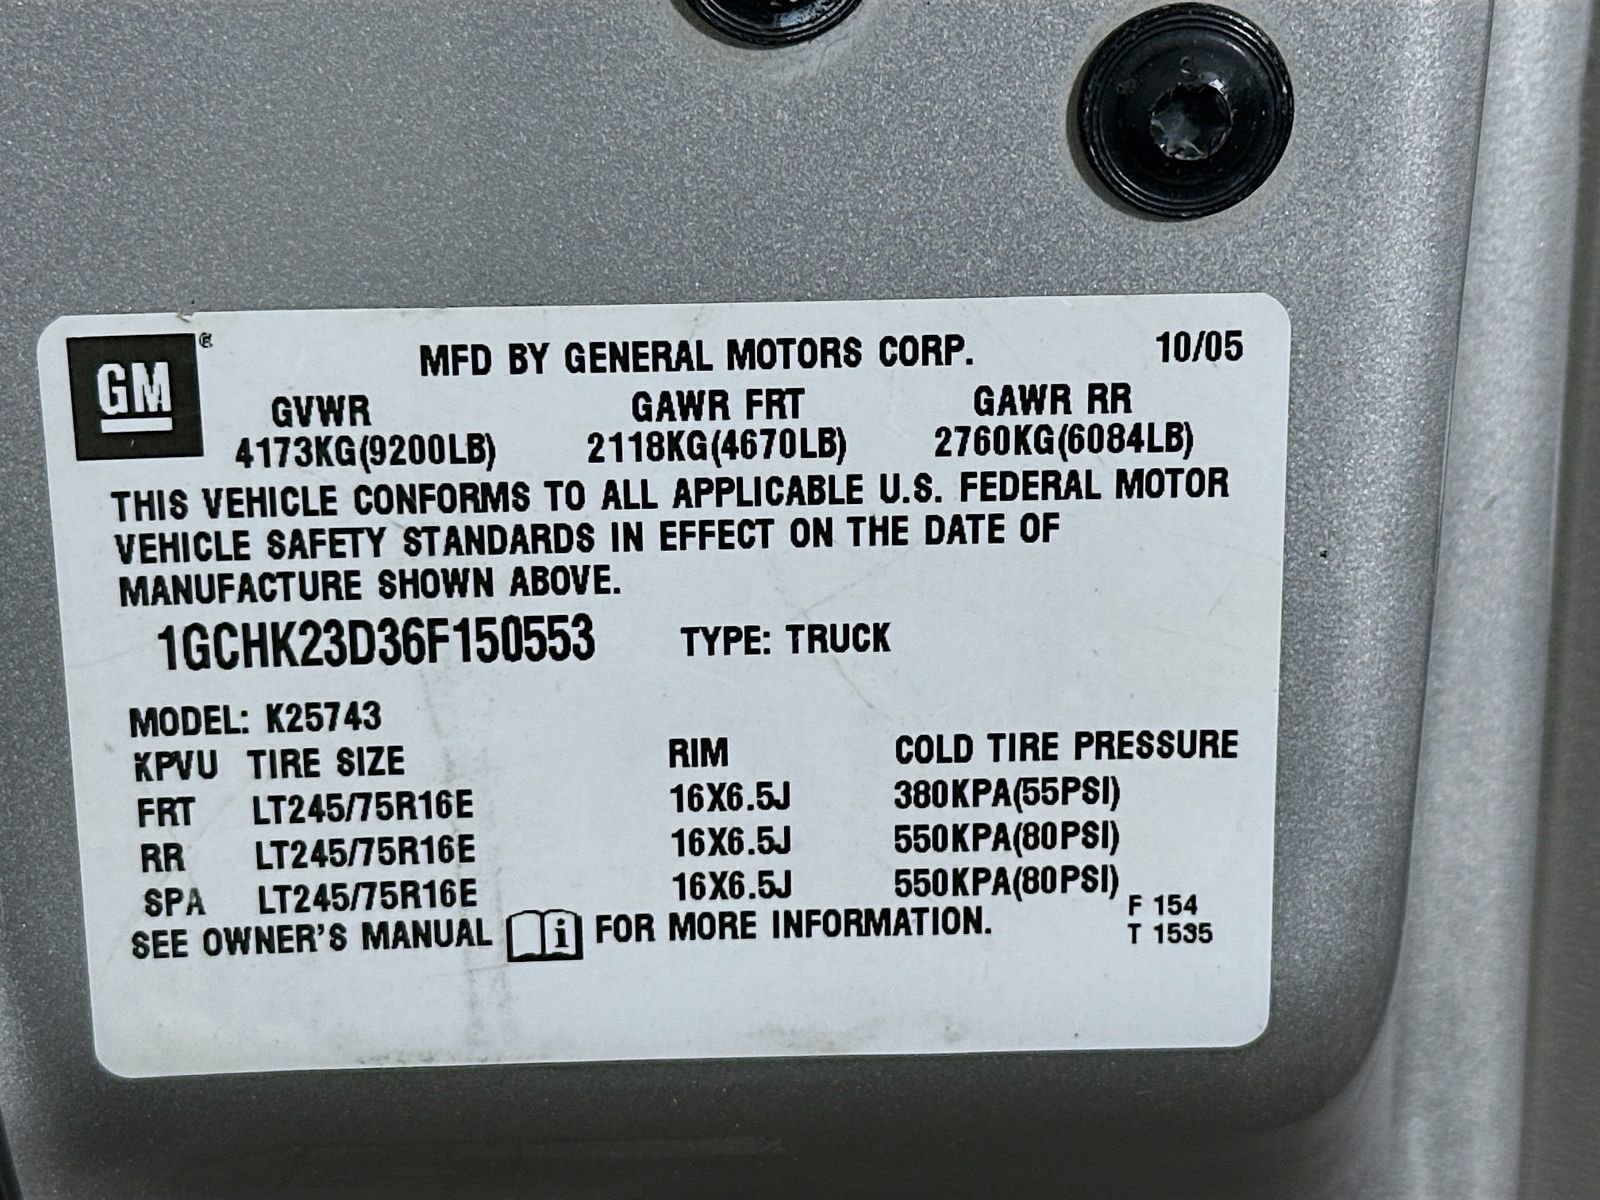 GM ®
MFD BY GENERAL MOTORS CORP. 10/05
GVWR GAWR FRT GAWR RR
4173KG(9200LB) 2118KG(4670LB) 2760KG(6084LB)
THIS VEHICLE CONFORMS TO ALL APPLICABLE U.S. FEDERAL MOTOR
VEHICLE SAFETY STANDARDS IN EFFECT ON THE DATE OF
MANUFACTURE SHOWN ABOVE.
1GCHK23D36F150553 TYPE: TRUCK
MODEL: K25743
KPVU TIRE SIZE RIM COLD TIRE PRESSURE
FRT LT245/75R16E 16X6.5J 380KPA(55PSI)
RR LT245/75R16E 16X6.5J 550KPA(80PSI)
SPA LT245/75R16E 16X6.5J 550KPA(80PSI)
SEE OWNER'S MANUAL i FOR MORE INFORMATION.
F 154
T 1535